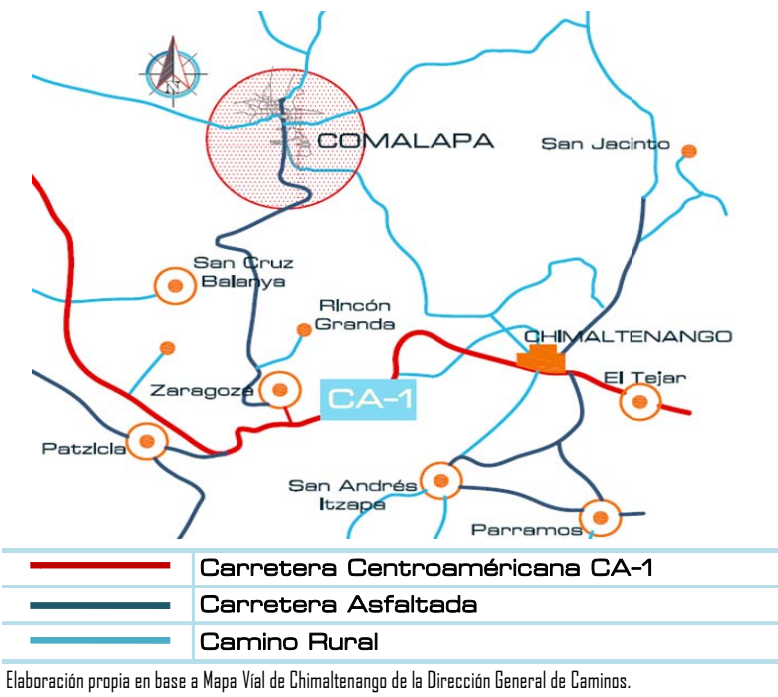 N
COMALAPA
San Jacinto
San Cruz
Balanya
Rincón
Granda
CHIMALTENANGO
Zaragoza
CA-1
El Tejar
Patzicia
San Andrés
Itzapa
Parramos
Carretera Centroaméricana CA-1
Carretera Asfaltada
Camino Rural
Elaboración propia en base a Mapa Víal de Chimaltenango de la Dirección General de Caminos.